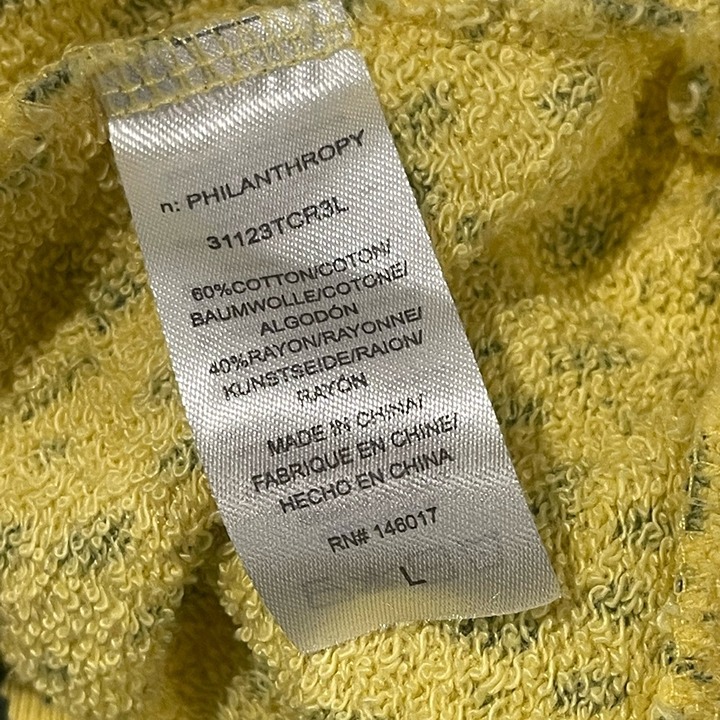 n: PHILANTHROPY
31123TCR3L
60%COTTON/COTON/
BAUMWOLLE/COTONE/
ALGODÓN
40%RAYON/RAYONNE/
KUNSTSEIDE/RAION/
RAYON
MADE IN CHINA/
FABRIQUE EN CHINE/
HECHO EN CHINA
RN# 146017
L